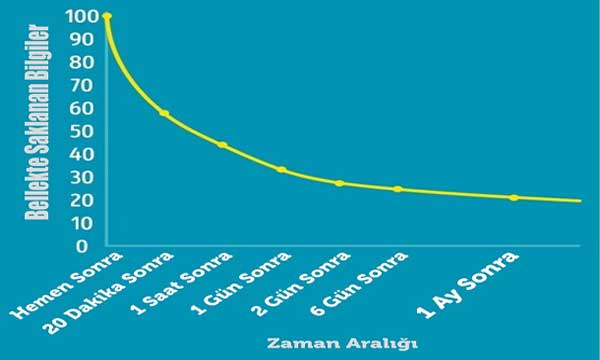 Bellekte Saklanan Bilgiler
100
90
80
70
60
50
40
30
20
10
0
Hemen Sonra
20 Dakika Sonra
1 Saat Sonra
1 Gün Sonra
2 Gün Sonra
6 Gün Sonra
1 Ay Sonra
Zaman Aralığı